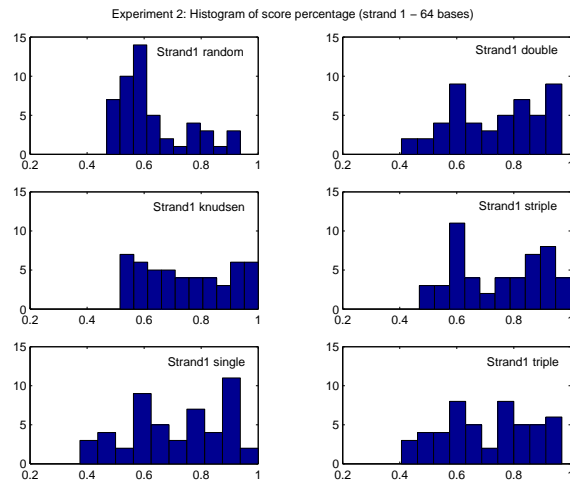 Experiment 2: Histogram of score percentage (strand 1 − 64 bases)
15
10
5
0
0.2 0.4 0.6 0.8 1
Strand1 random
15
10
5
0
0.2 0.4 0.6 0.8 1
Strand1 double
15
10
5
0
0.2 0.4 0.6 0.8 1
Strand1 knudsen
15
10
5
0
0.2 0.4 0.6 0.8 1
Strand1 striple
15
10
5
0
0.2 0.4 0.6 0.8 1
Strand1 single
15
10
5
0
0.2 0.4 0.6 0.8 1
Strand1 triple